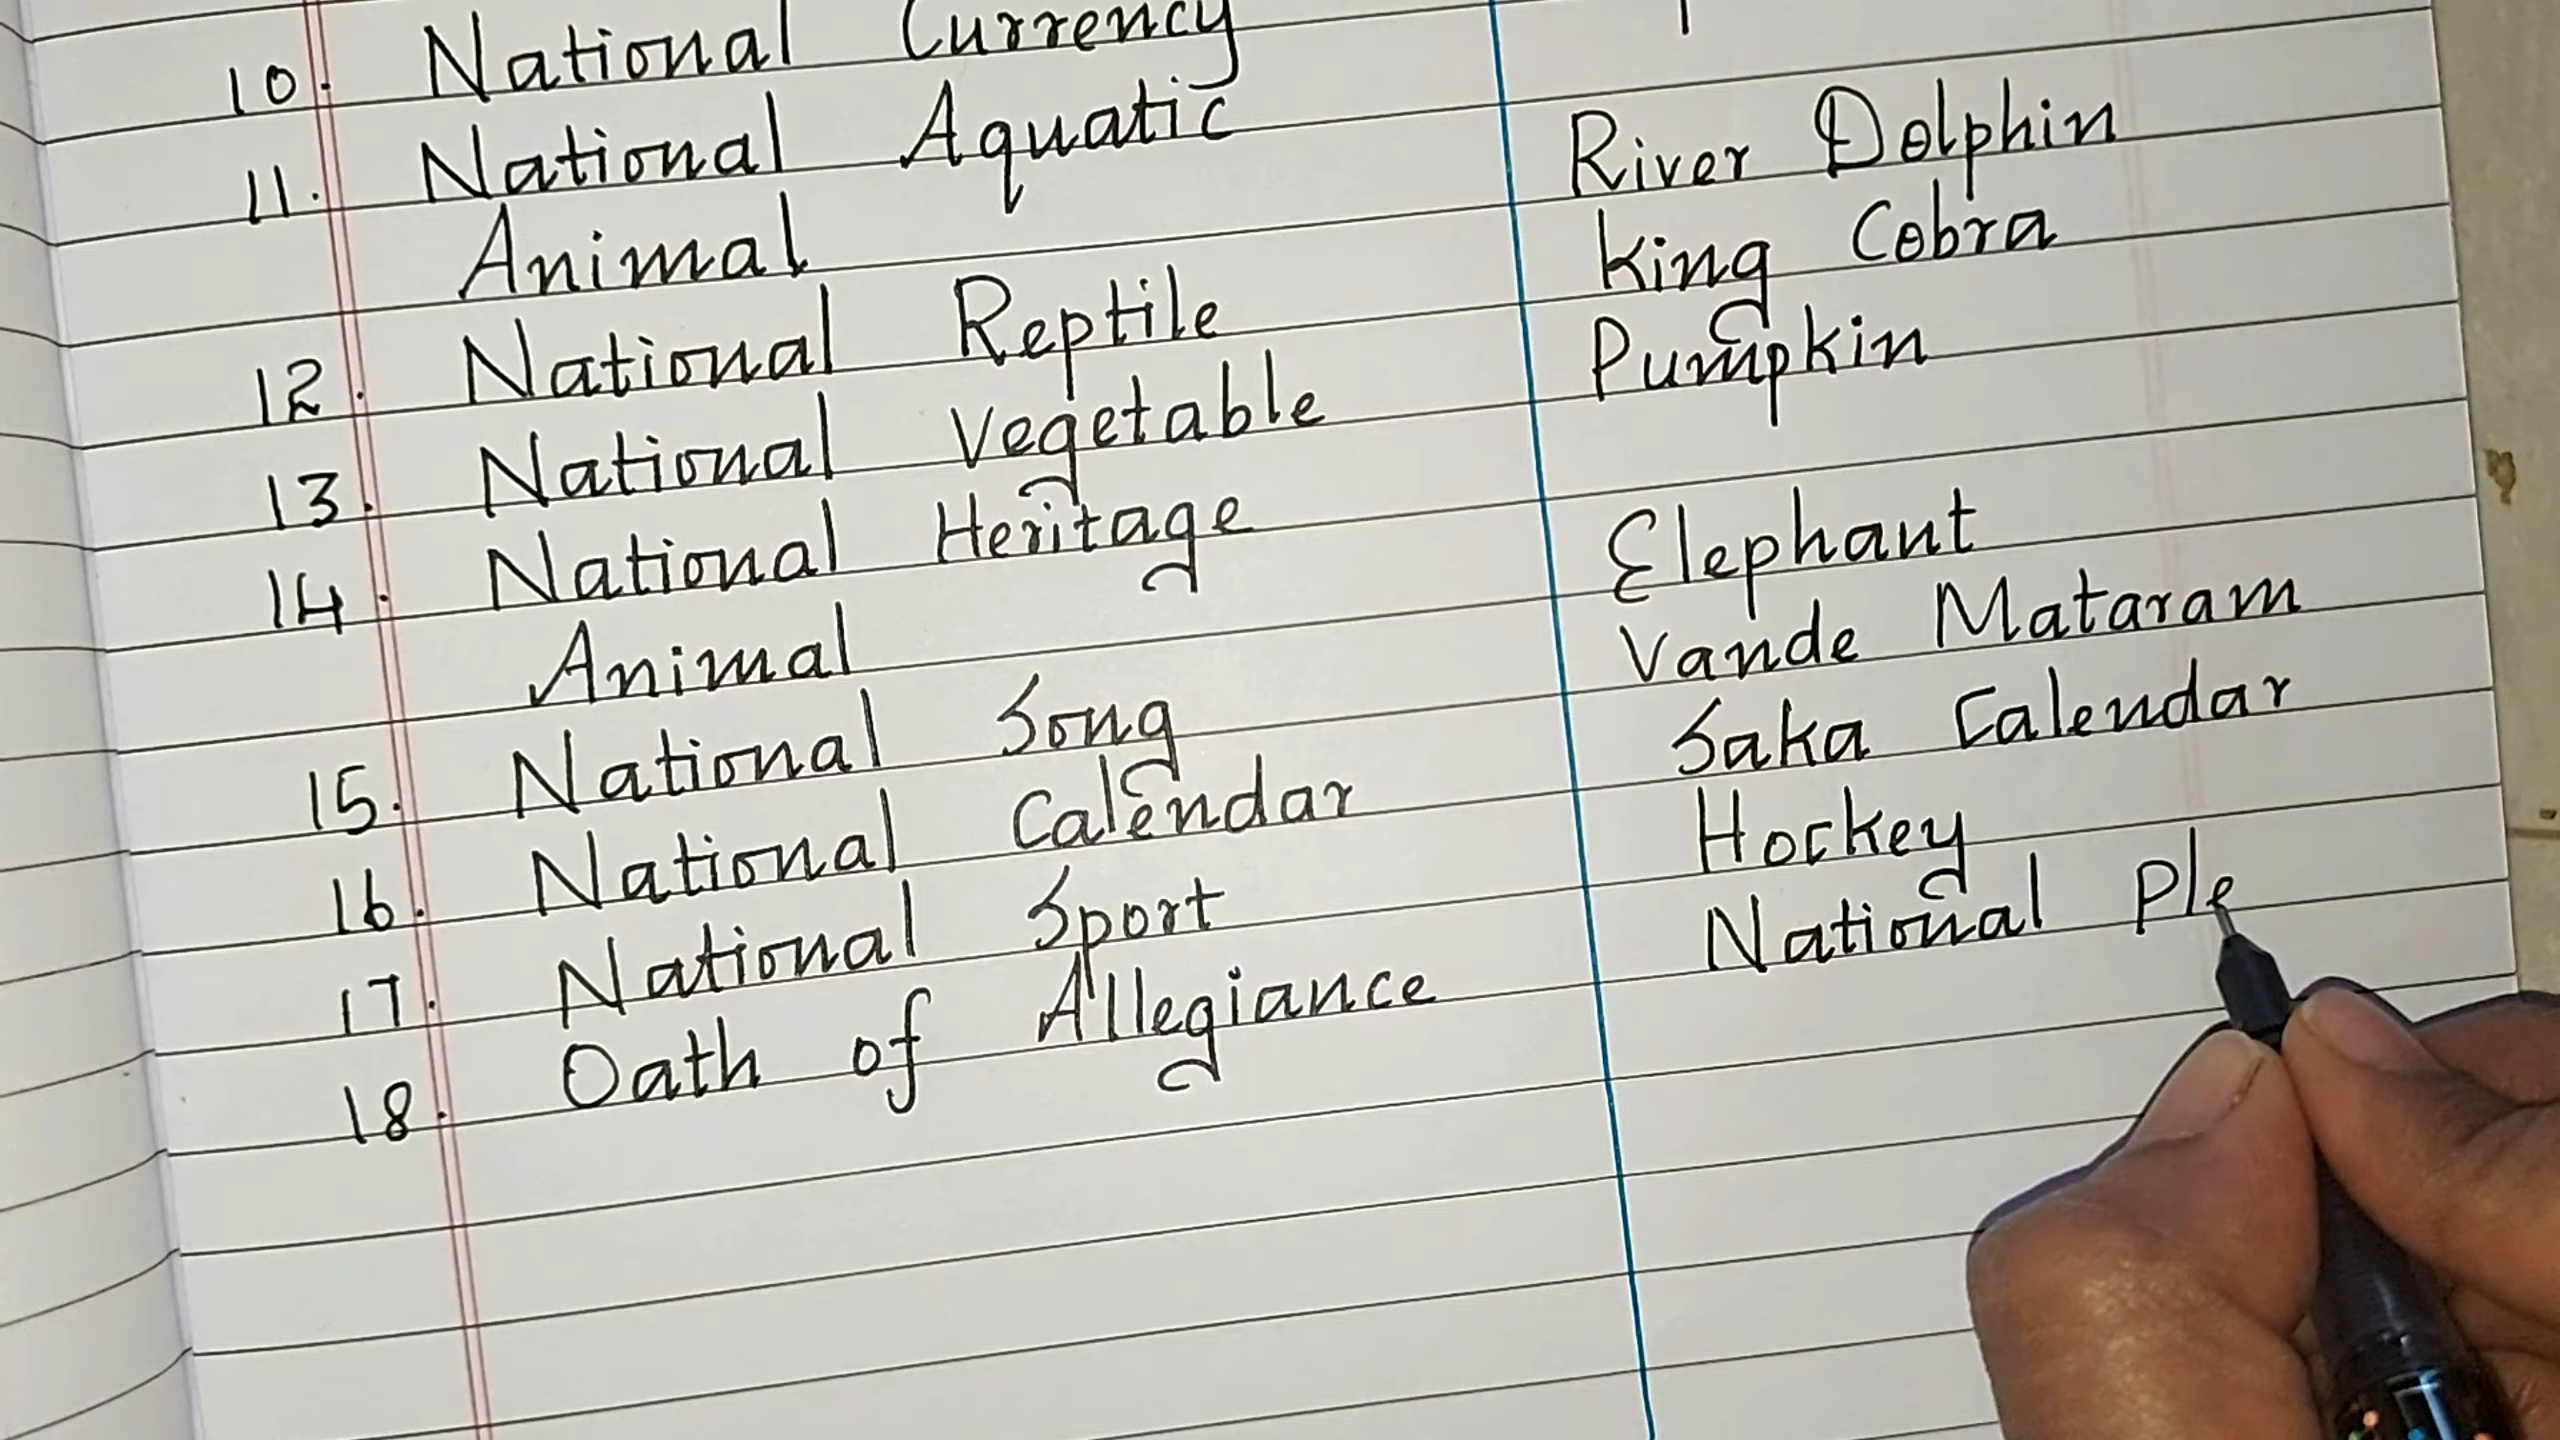 10. National Currency
11. National Aquatic
Animal River Dolphin
12. National Reptile King Cobra
13. National Vegetable Pumpkin
14. National Heritage
Animal Elephant
15. National Song Vande Mataram
16. National Calendar Saka Calendar
17. National Sport Hockey
18. Oath of Allegiance National Ple